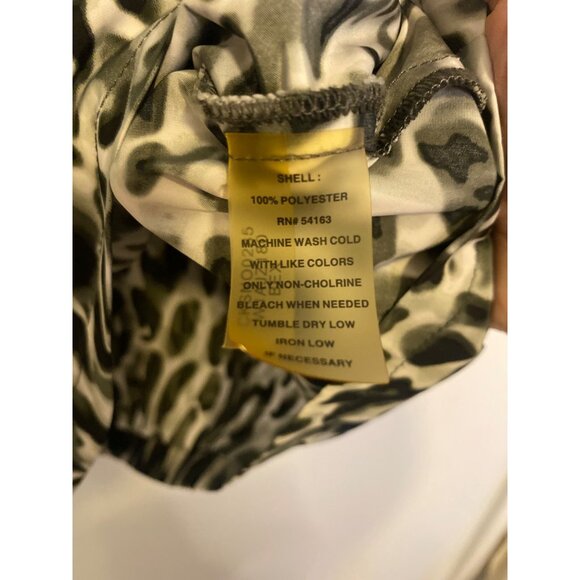 SHELL :
100% POLYESTER
RN# 54163
MACHINE WASH COLD
WITH LIKE COLORS
ONLY NON-CHOLRINE
BLEACH WHEN NEEDED
TUMBLE DRY LOW
IRON LOW
IF NECESSARY